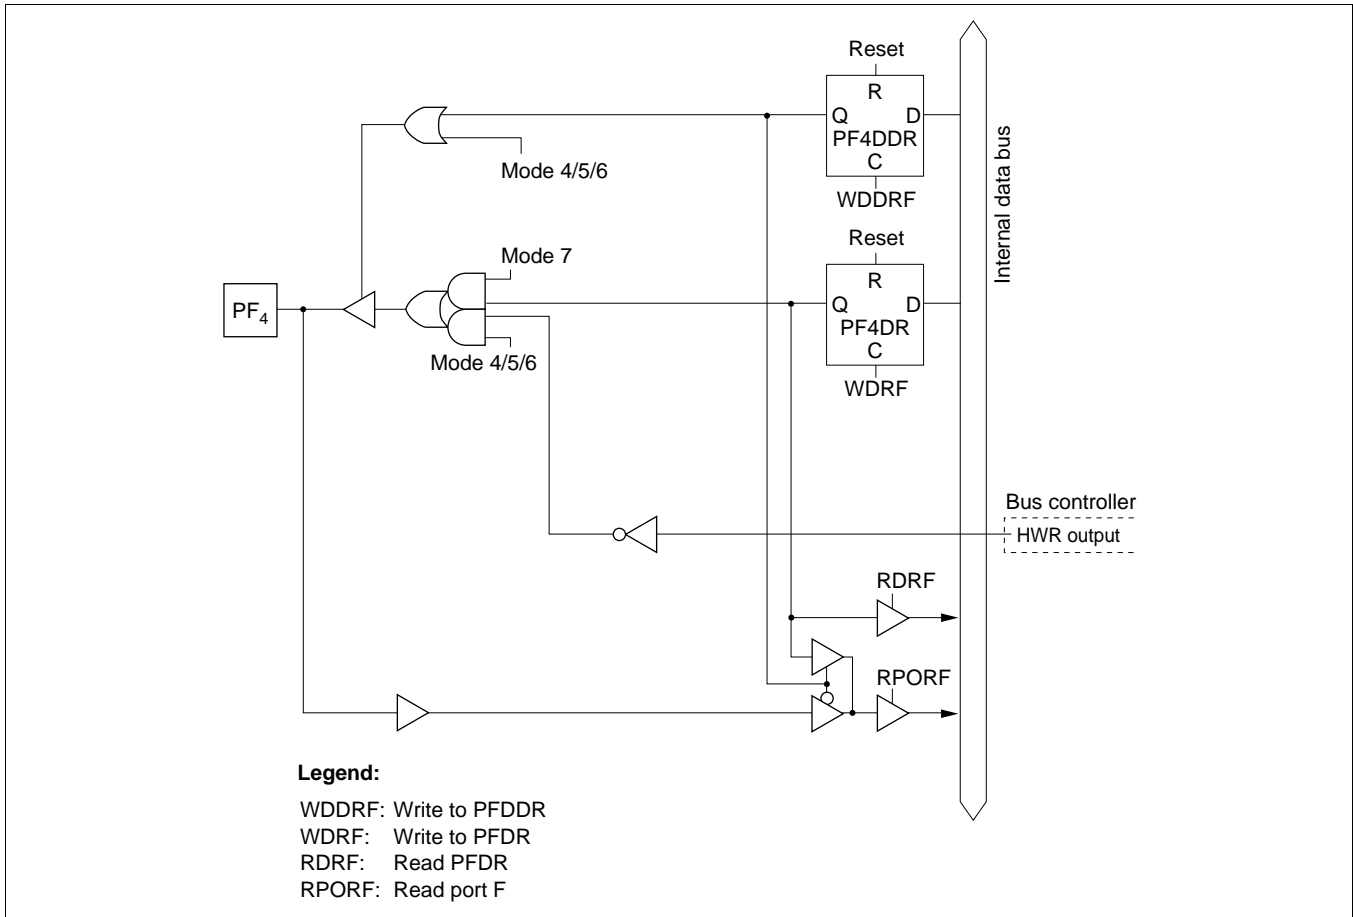 Reset
R
Q D
PF4DDR
C
Mode 4/5/6
WDDRF
Internal data bus
Reset
Mode 7
R
Q D
PF4
PF4DR
C
Mode 4/5/6
WDRF
Bus controller
HWR output
RDRF
RPORF
Legend:
WDDRF: Write to PFDDR
WDRF: Write to PFDR
RDRF: Read PFDR
RPORF: Read port F